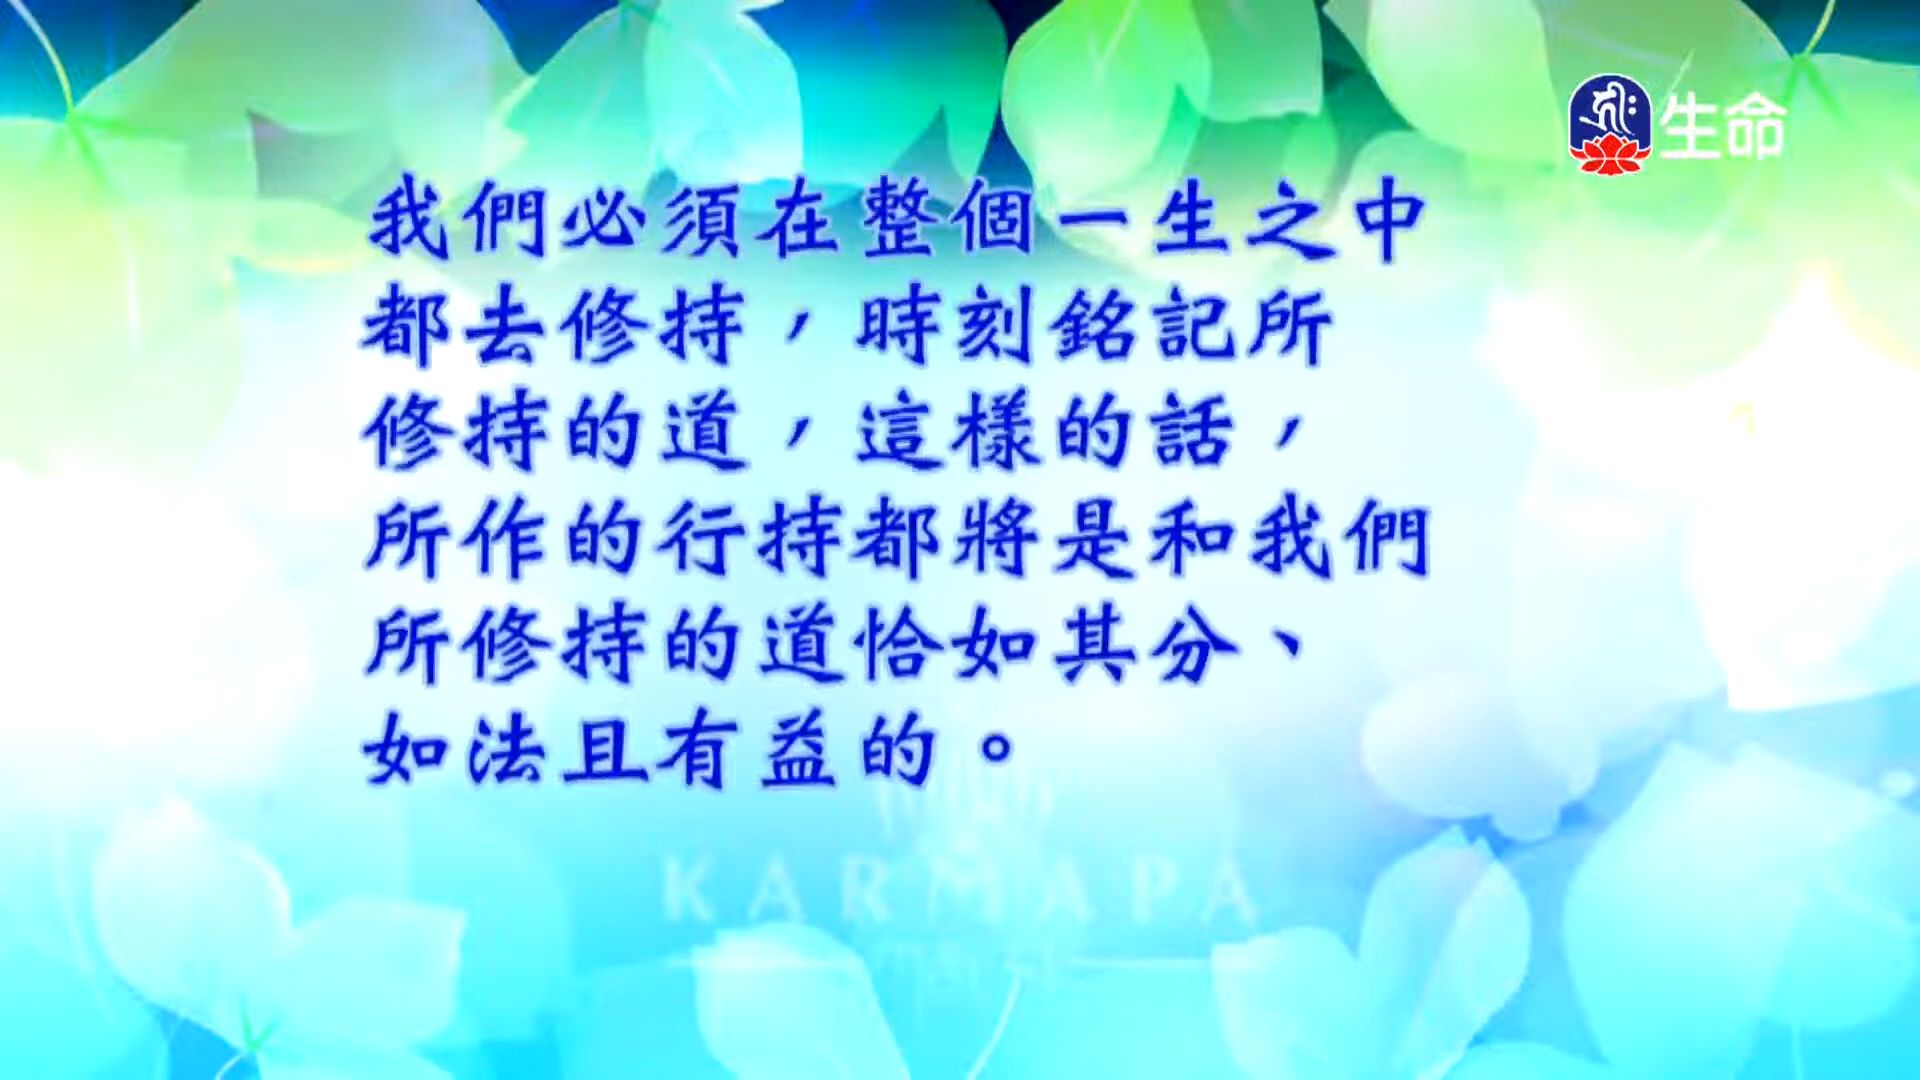 生命
我們必須在整個一生之中
都去修持，時刻銘記所
修持的道，這樣的話，
所作的行持都將是和我們
所修持的道恰如其分、
如法且有益的。
KARMAPA